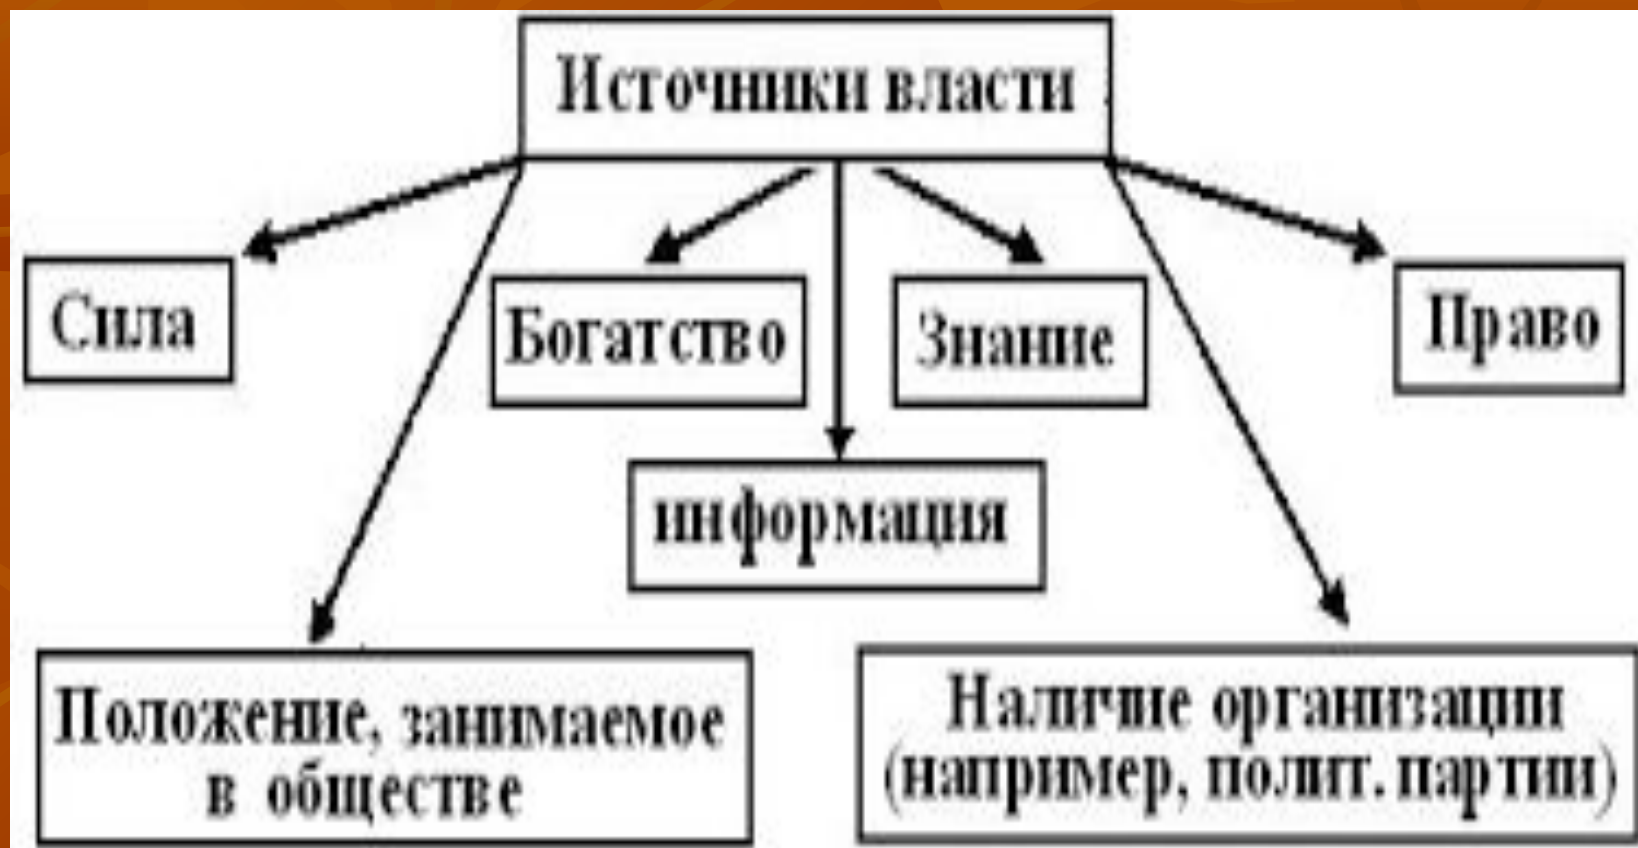 Источники власти
Сила
Богатство
Знание
Право
информация
Положение, занимаемое
в обществе
Наличие организации
(например, полит. партии)